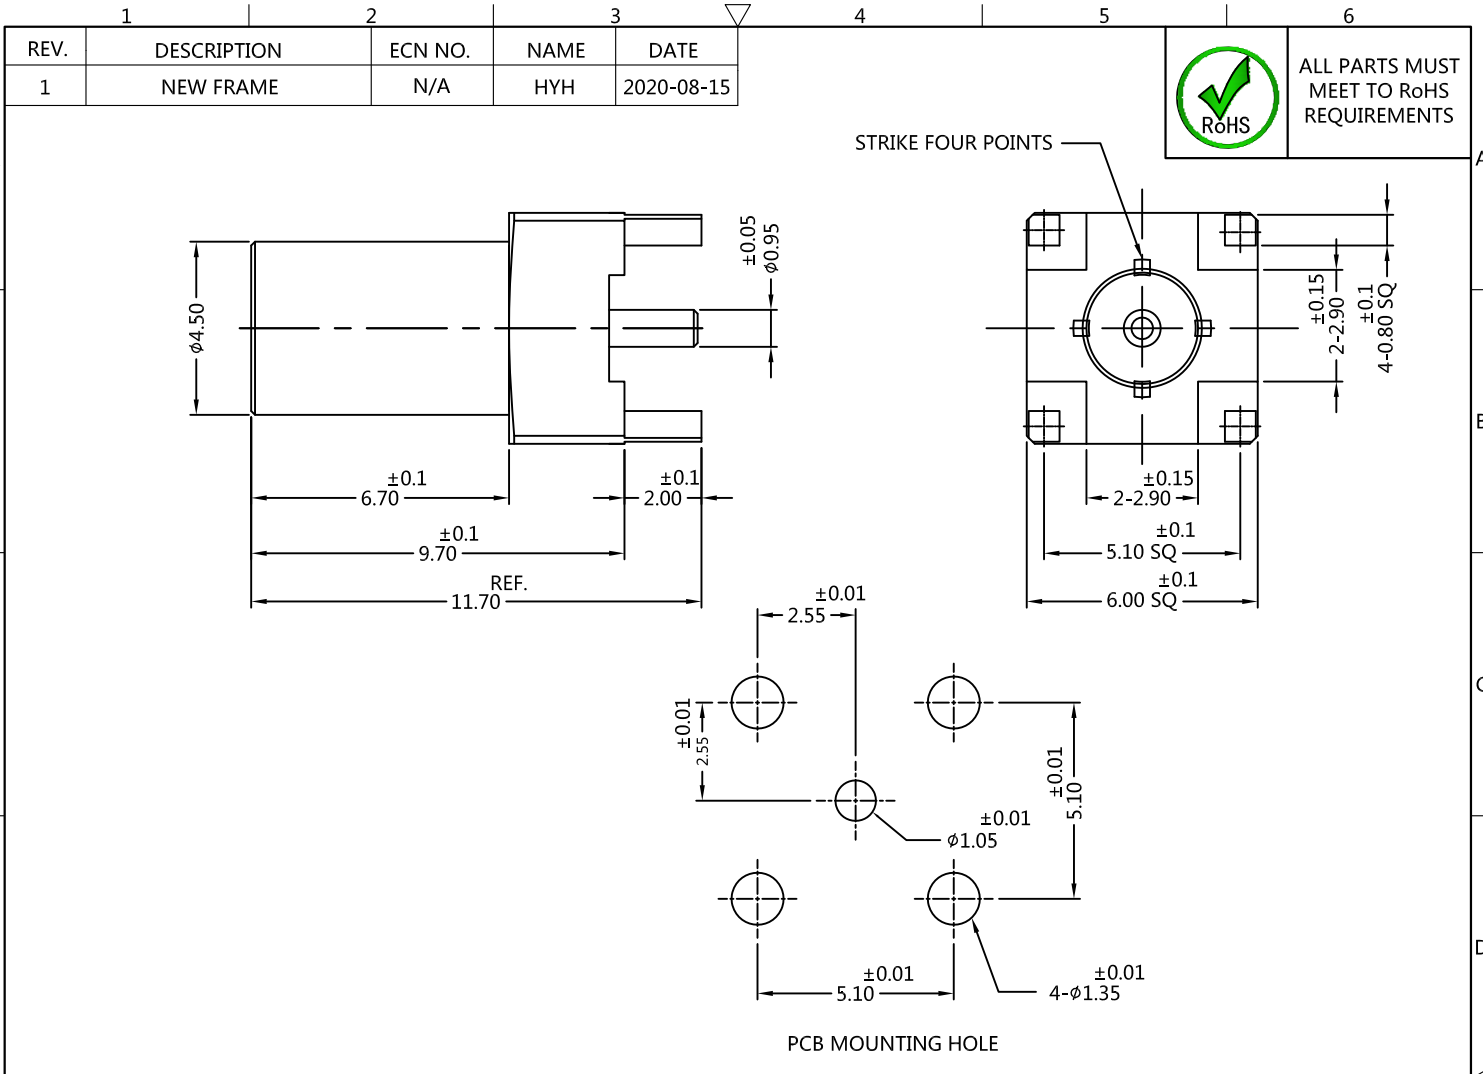 1 2 3 4 5 6
REV. DESCRIPTION ECN NO. NAME DATE
1 NEW FRAME N/A HYH 2020-08-15
RoHS
ALL PARTS MUST
MEET TO RoHS
REQUIREMENTS
A
STRIKE FOUR POINTS
ϕ4.50
±0.05
ϕ0.95
±0.15
2-2.90
±0.1
4-0.80 SQ
B
±0.1
6.70
±0.1
2.00
±0.1
9.70
REF.
11.70
±0.15
2-2.90
±0.1
5.10 SQ
±0.1
6.00 SQ
±0.01
2.55
C
±0.01
2.55
±0.01
5.10
±0.01
ϕ1.05
D
±0.01
5.10
±0.01
4-ϕ1.35
PCB MOUNTING HOLE